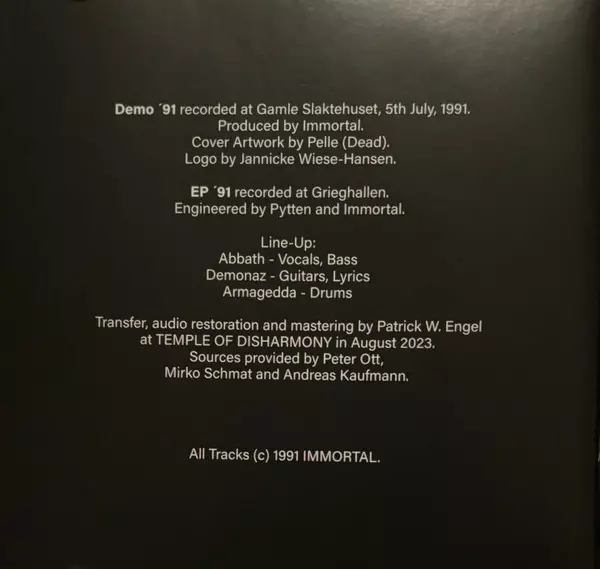 Demo ´91 recorded at Gamle Slaktehuset, 5th July, 1991.
Produced by Immortal.
Cover Artwork by Pelle (Dead).
Logo by Jannicke Wiese-Hansen.
EP ´91 recorded at Grieghallen.
Engineered by Pytten and Immortal.
Line-Up:
Abbath - Vocals, Bass
Demonaz - Guitars, Lyrics
Armagedda - Drums
Transfer, audio restoration and mastering by Patrick W. Engel
at TEMPLE OF DISHARMONY in August 2023.
Sources provided by Peter Ott,
Mirko Schmat and Andreas Kaufmann.
All Tracks (c) 1991 IMMORTAL.